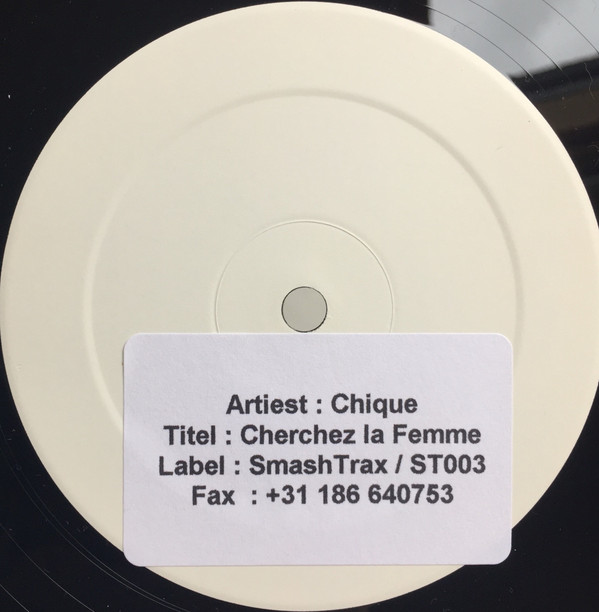 Artiest : Chique
Titel : Cherchez la Femme
Label : SmashTrax / ST003
Fax  : +31 186 640753